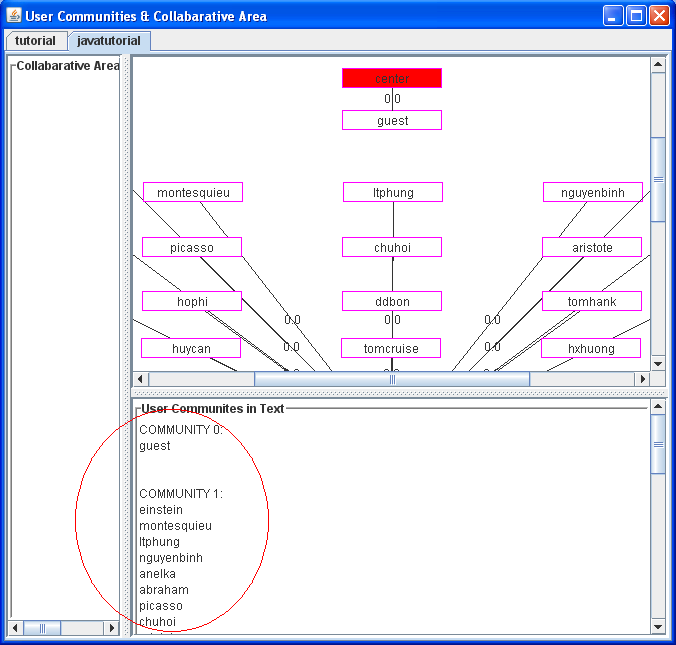 User Communities & Collabarative Area
tutorial
javatutorial
Collabarative Area
center
0.0
guest
montesquieu
ltphung
nguyenbinh
picasso
chuhoi
aristote
hophi
ddbon
tomhank
0.0
0.0
0.0
huycan
tomcruise
hxhuong
0.0
0.0
User Communites in Text
COMMUNITY 0:
guest
COMMUNITY 1:
einstein
montesquieu
ltphung
nguyenbinh
anelka
abraham
picasso
chuhoi